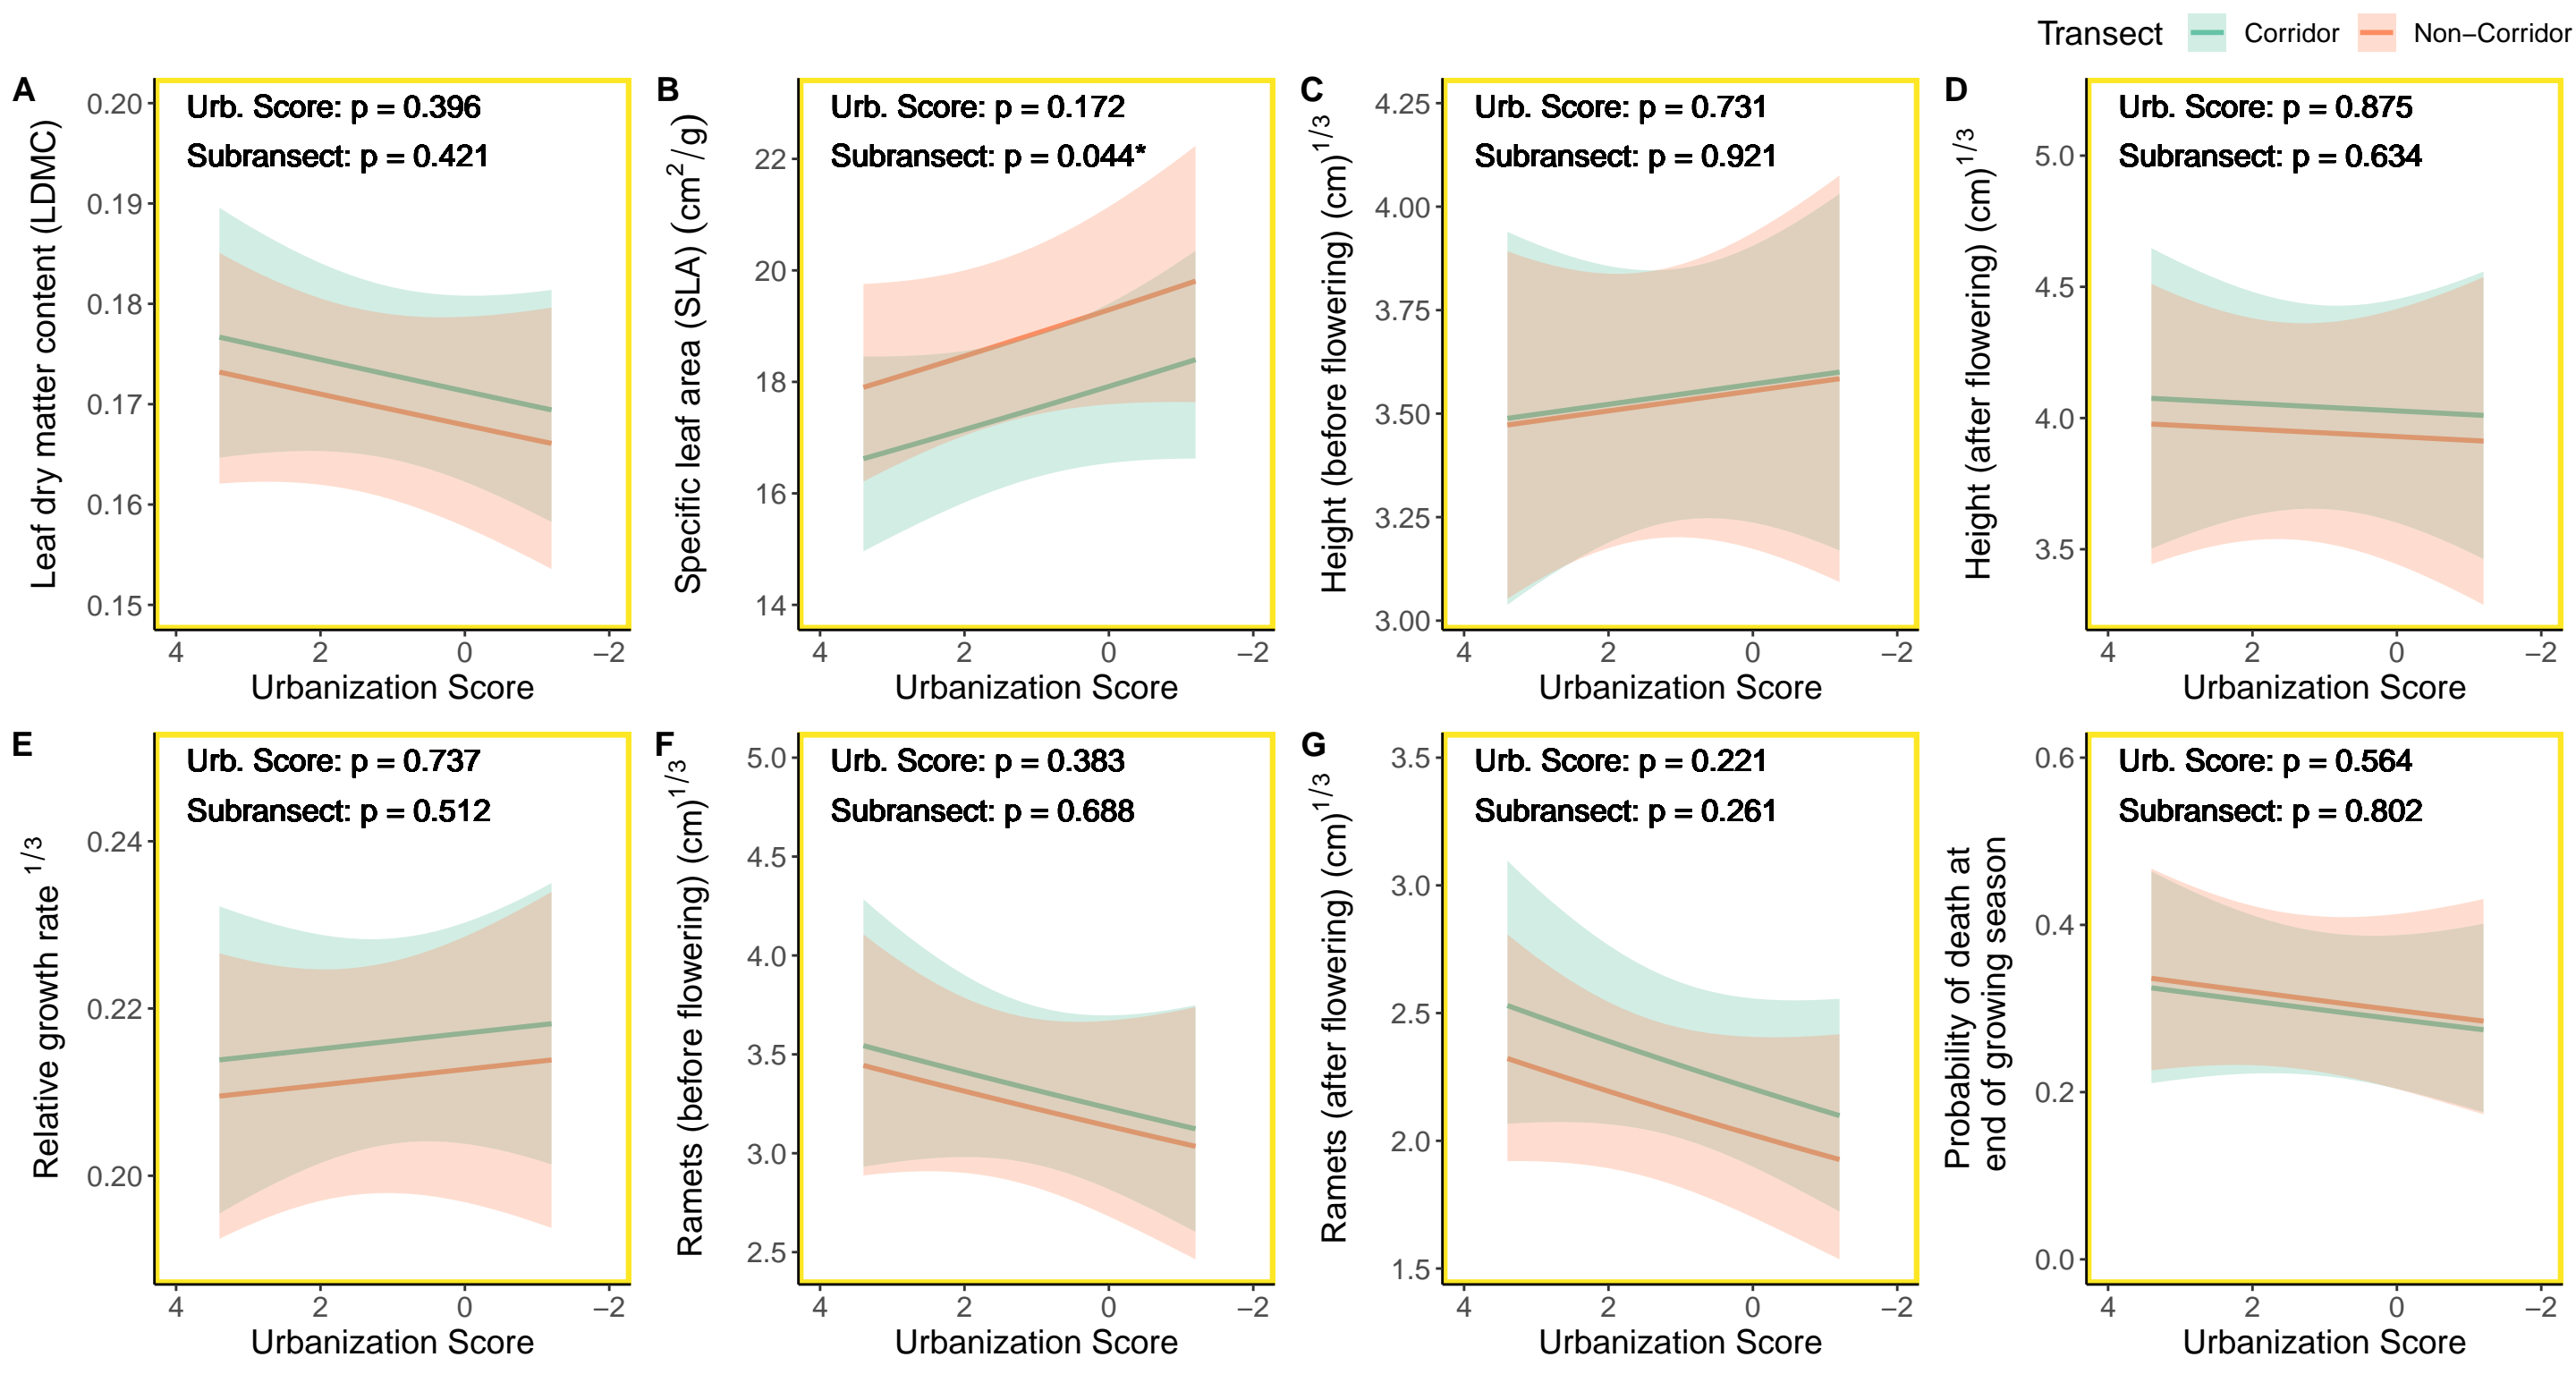 Transect Corridor Non−Corridor
A
Leaf dry matter content (LDMC)
0.20
0.19
0.18
0.17
0.16
0.15
Urb. Score: p = 0.396
Subransect: p = 0.421
4 2 0 −2
Urbanization Score
B
Specific leaf area (SLA) (cm²/g)
22
20
18
16
14
Urb. Score: p = 0.172
Subransect: p = 0.044*
4 2 0 −2
Urbanization Score
C
Height (before flowering) (cm)^1/3
4.25
4.00
3.75
3.50
3.25
3.00
Urb. Score: p = 0.731
Subransect: p = 0.921
4 2 0 −2
Urbanization Score
D
Height (after flowering) (cm)^1/3
5.0
4.5
4.0
3.5
Urb. Score: p = 0.875
Subransect: p = 0.634
4 2 0 −2
Urbanization Score
E
Relative growth rate ^1/3
0.24
0.22
0.20
Urb. Score: p = 0.737
Subransect: p = 0.512
4 2 0 −2
Urbanization Score
F
Ramets (before flowering) (cm)^1/3
5.0
4.5
4.0
3.5
3.0
2.5
Urb. Score: p = 0.383
Subransect: p = 0.688
4 2 0 −2
Urbanization Score
G
Ramets (after flowering) (cm)^1/3
3.5
3.0
2.5
2.0
1.5
Urb. Score: p = 0.221
Subransect: p = 0.261
4 2 0 −2
Urbanization Score
Probability of death at
end of growing season
0.6
0.4
0.2
0.0
Urb. Score: p = 0.564
Subransect: p = 0.802
4 2 0 −2
Urbanization Score